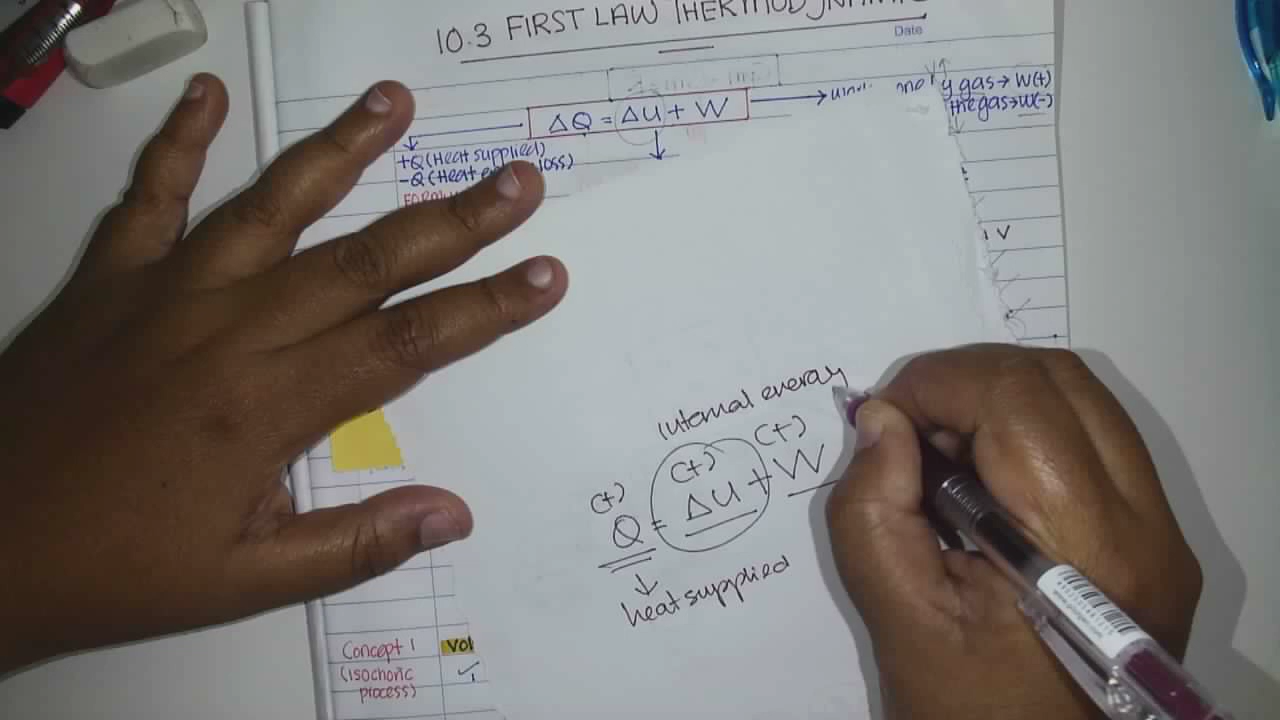 10.3 FIRST LAW THERMODYNAMIC
Date
ΔQ = ΔU + W
y gas → W(+)
the gas → W(-)
+Q (Heat supplied)
-Q (Heat loss)
V
Internal energy
(+) (+) (+)
Q = ΔU + W
heat supplied
Concept 1
(isochoric
process)
Vol